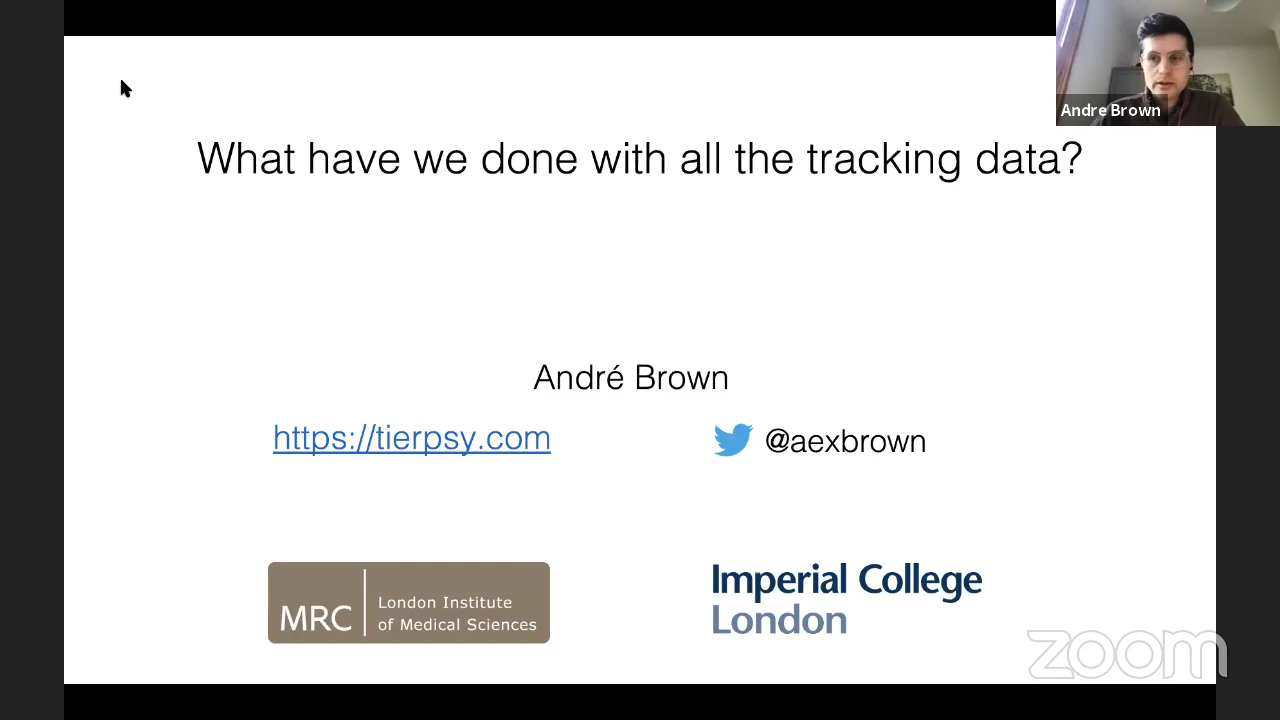 Andre Brown
What have we done with all the tracking data?
André Brown
https://tierpsy.com
@aexbrown
MRC
London Institute
of Medical Sciences
Imperial College
London
zoom